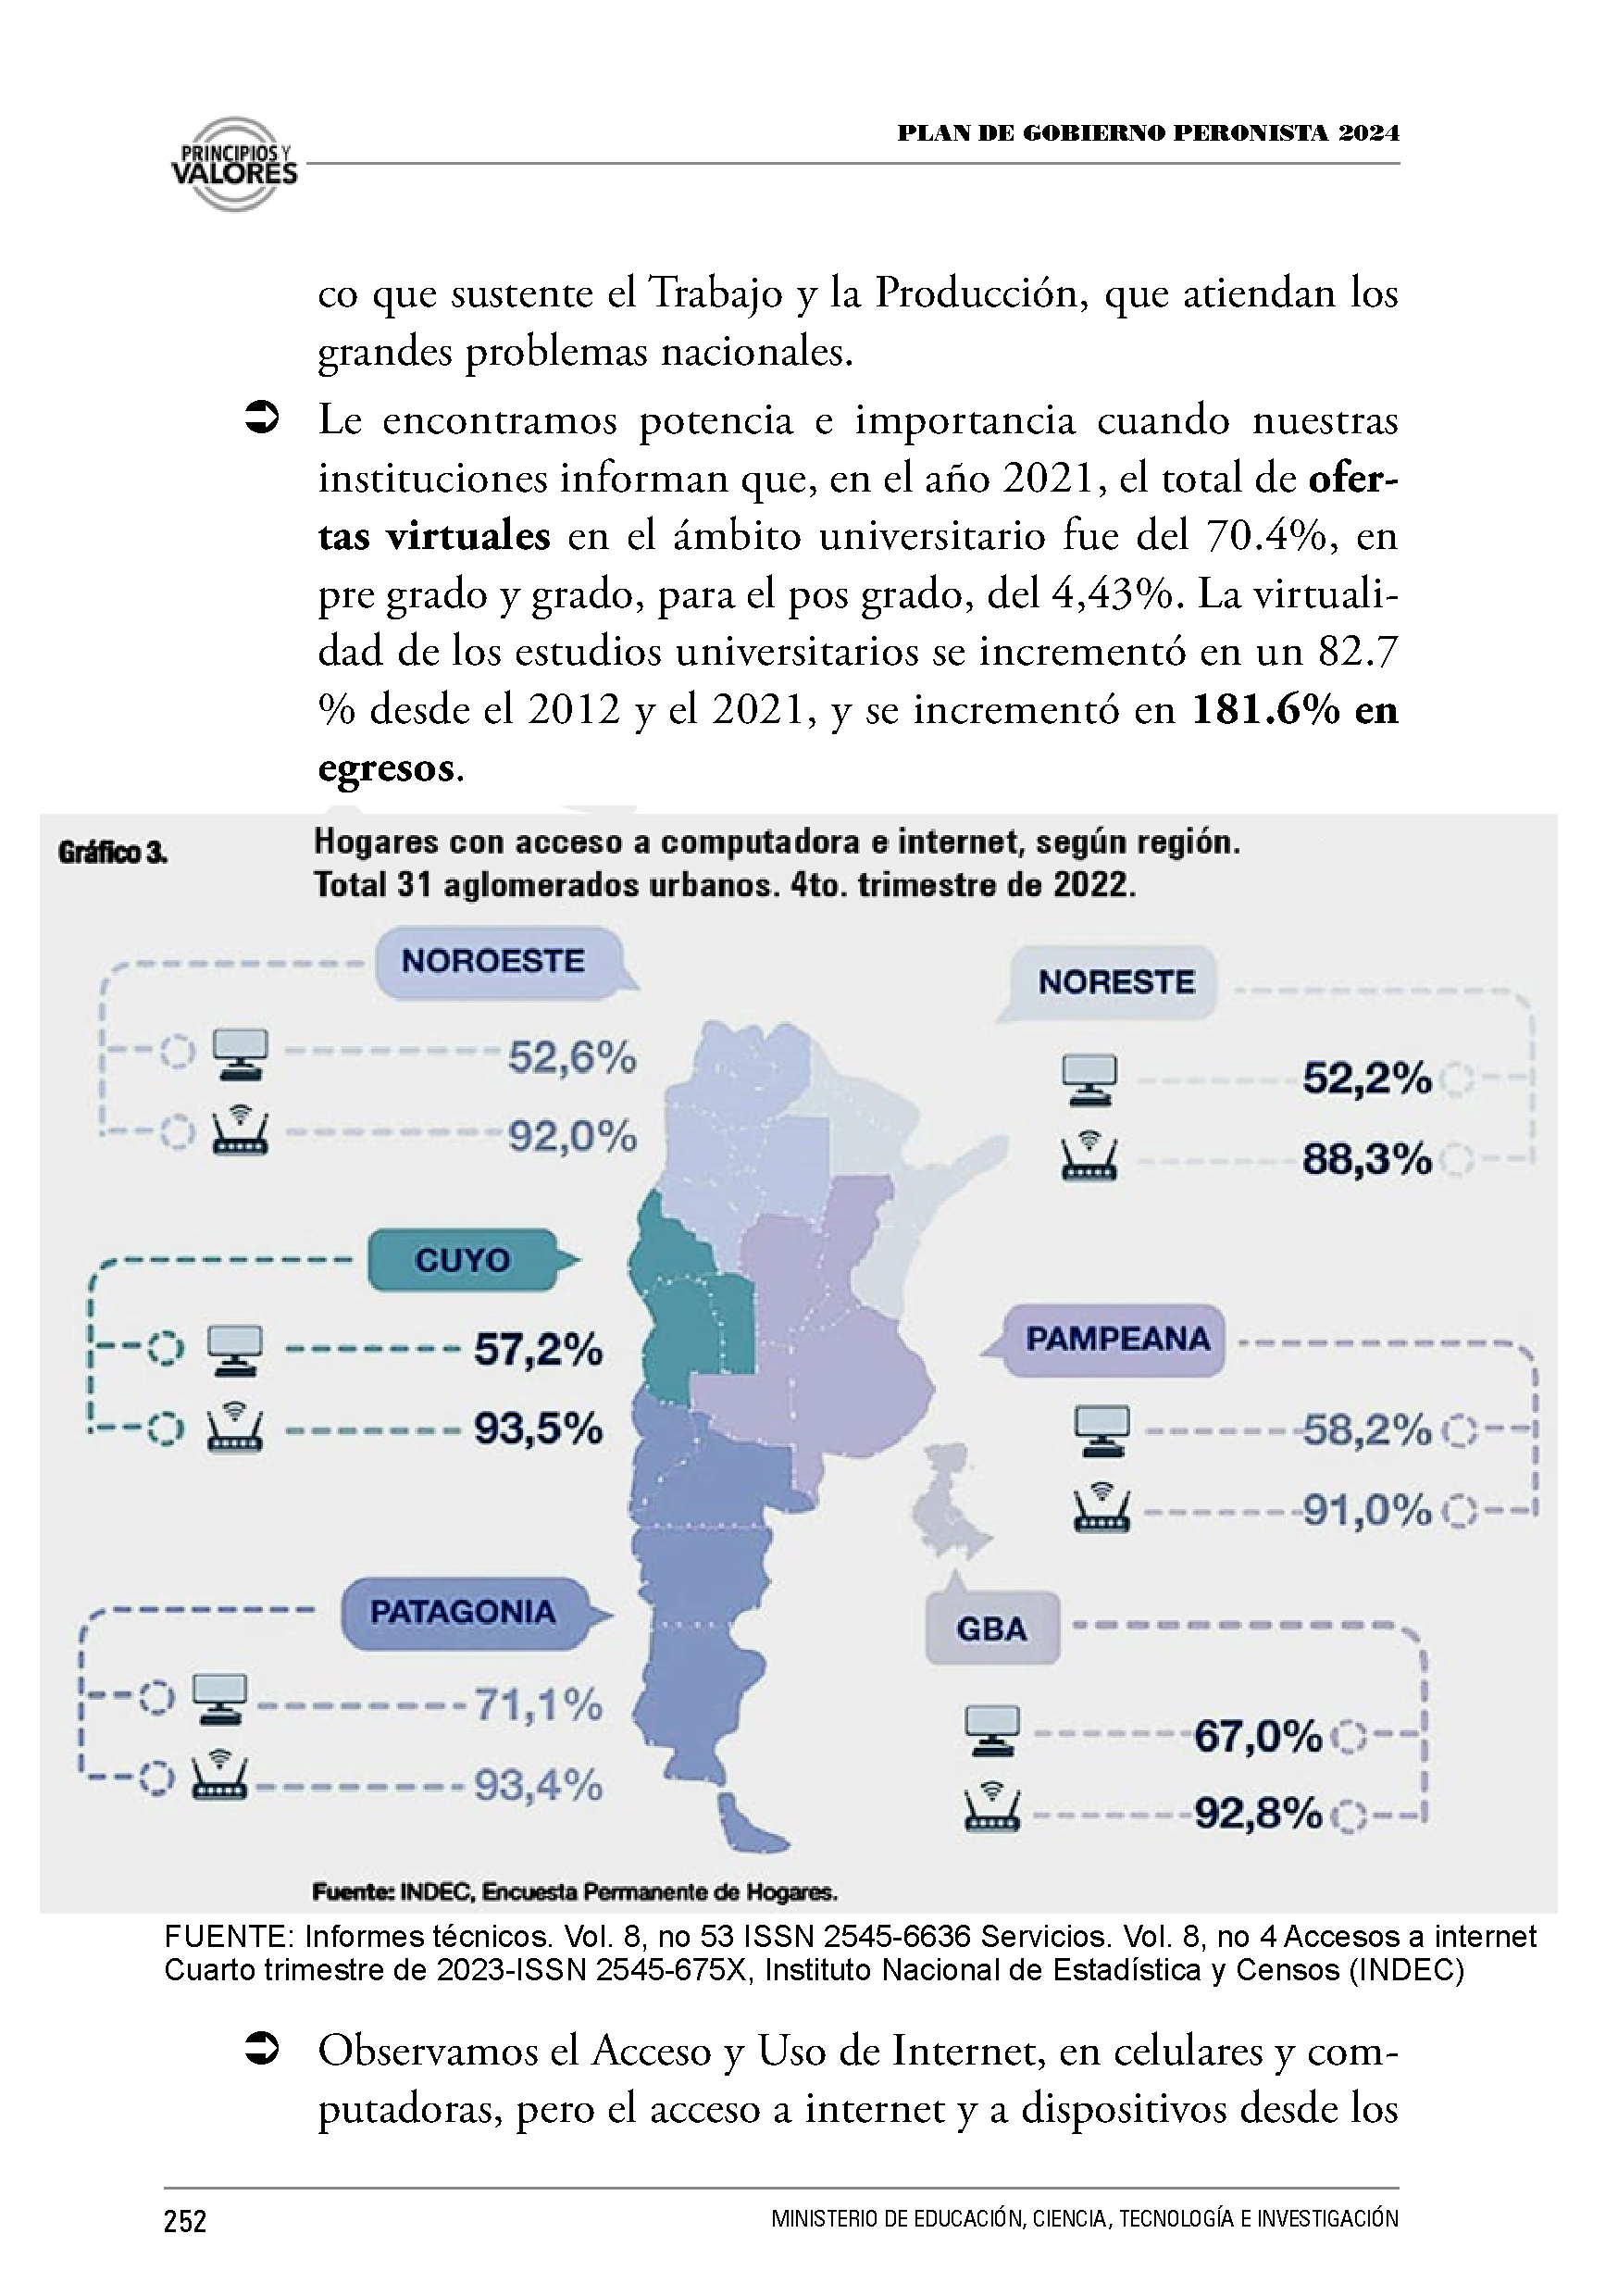 PRINCIPIOS Y
VALORES
PLAN DE GOBIERNO PERONISTA 2024
co que sustente el Trabajo y la Producción, que atiendan los
grandes problemas nacionales.
➲ Le encontramos potencia e importancia cuando nuestras
instituciones informan que, en el año 2021, el total de ofer-
tas virtuales en el ámbito universitario fue del 70.4%, en
pre grado y grado, para el pos grado, del 4,43%. La virtuali-
dad de los estudios universitarios se incrementó en un 82.7
% desde el 2012 y el 2021, y se incrementó en 181.6% en
egresos.
Gráfico 3.
Hogares con acceso a computadora e internet, según región.
Total 31 aglomerados urbanos. 4to. trimestre de 2022.
NOROESTE
52,6%
92,0%
NORESTE
52,2%
88,3%
CUYO
57,2%
93,5%
PAMPEANA
58,2%
91,0%
PATAGONIA
71,1%
93,4%
GBA
67,0%
92,8%
Fuente: INDEC, Encuesta Permanente de Hogares.
FUENTE: Informes técnicos. Vol. 8, no 53 ISSN 2545-6636 Servicios. Vol. 8, no 4 Accesos a internet
Cuarto trimestre de 2023-ISSN 2545-675X, Instituto Nacional de Estadística y Censos (INDEC)
➲ Observamos el Acceso y Uso de Internet, en celulares y com-
putadoras, pero el acceso a internet y a dispositivos desde los
252
MINISTERIO DE EDUCACIÓN, CIENCIA, TECNOLOGÍA E INVESTIGACIÓN